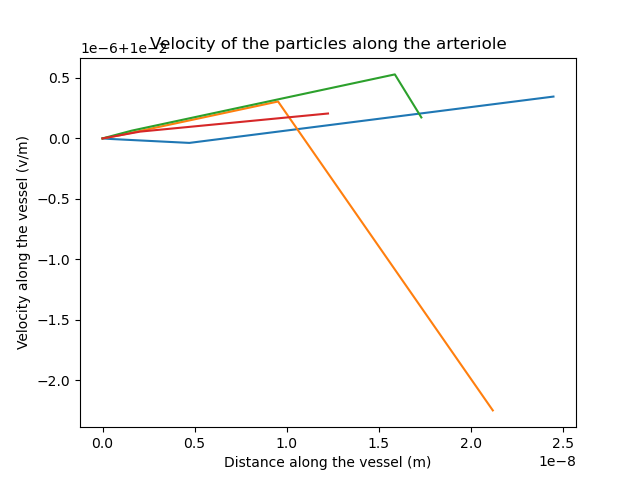 Velocity of the particles along the arteriole
1e−6+1e−2
0.5
0.0
−0.5
−1.0
−1.5
−2.0
Velocity along the vessel (v/m)
0.0 0.5 1.0 1.5 2.0 2.5
1e−8
Distance along the vessel (m)